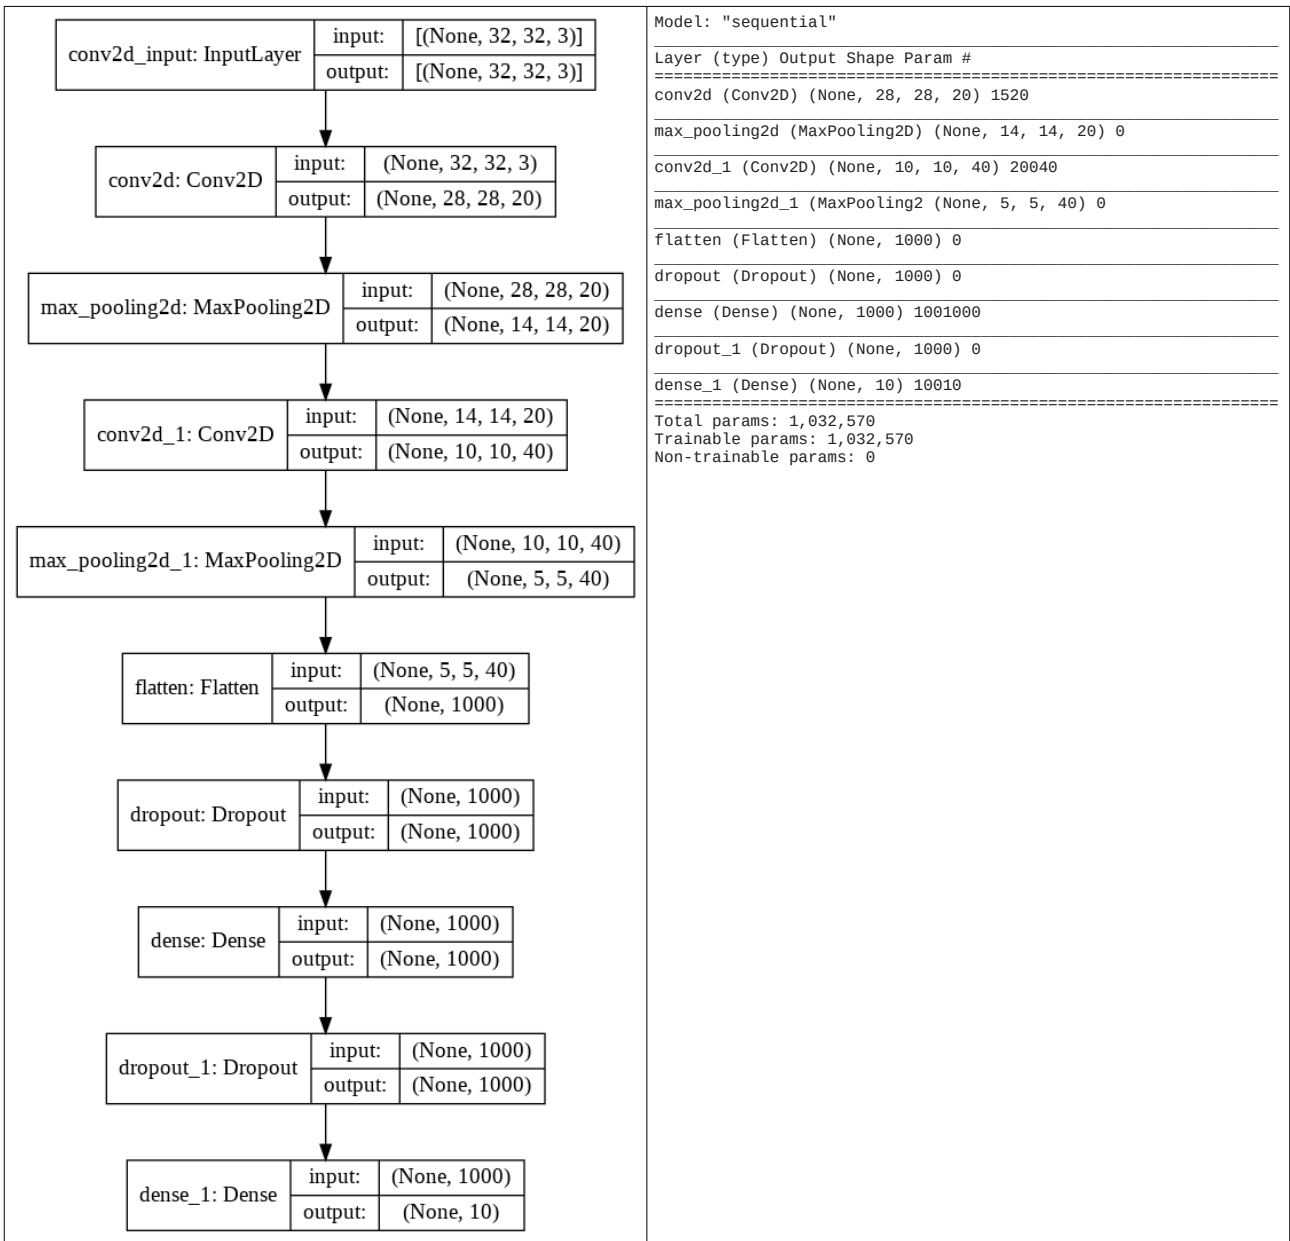 conv2d_input: InputLayer
input:
[(None, 32, 32, 3)]
output:
[(None, 32, 32, 3)]
conv2d: Conv2D
input:
(None, 32, 32, 3)
output:
(None, 28, 28, 20)
max_pooling2d: MaxPooling2D
input:
(None, 28, 28, 20)
output:
(None, 14, 14, 20)
conv2d_1: Conv2D
input:
(None, 14, 14, 20)
output:
(None, 10, 10, 40)
max_pooling2d_1: MaxPooling2D
input:
(None, 10, 10, 40)
output:
(None, 5, 5, 40)
flatten: Flatten
input:
(None, 5, 5, 40)
output:
(None, 1000)
dropout: Dropout
input:
(None, 1000)
output:
(None, 1000)
dense: Dense
input:
(None, 1000)
output:
(None, 1000)
dropout_1: Dropout
input:
(None, 1000)
output:
(None, 1000)
dense_1: Dense
input:
(None, 1000)
output:
(None, 10)
Model: "sequential"
Layer (type) Output Shape Param #
conv2d (Conv2D) (None, 28, 28, 20) 1520
max_pooling2d (MaxPooling2D) (None, 14, 14, 20) 0
conv2d_1 (Conv2D) (None, 10, 10, 40) 20040
max_pooling2d_1 (MaxPooling2 (None, 5, 5, 40) 0
flatten (Flatten) (None, 1000) 0
dropout (Dropout) (None, 1000) 0
dense (Dense) (None, 1000) 1001000
dropout_1 (Dropout) (None, 1000) 0
dense_1 (Dense) (None, 10) 10010
Total params: 1,032,570
Trainable params: 1,032,570
Non-trainable params: 0